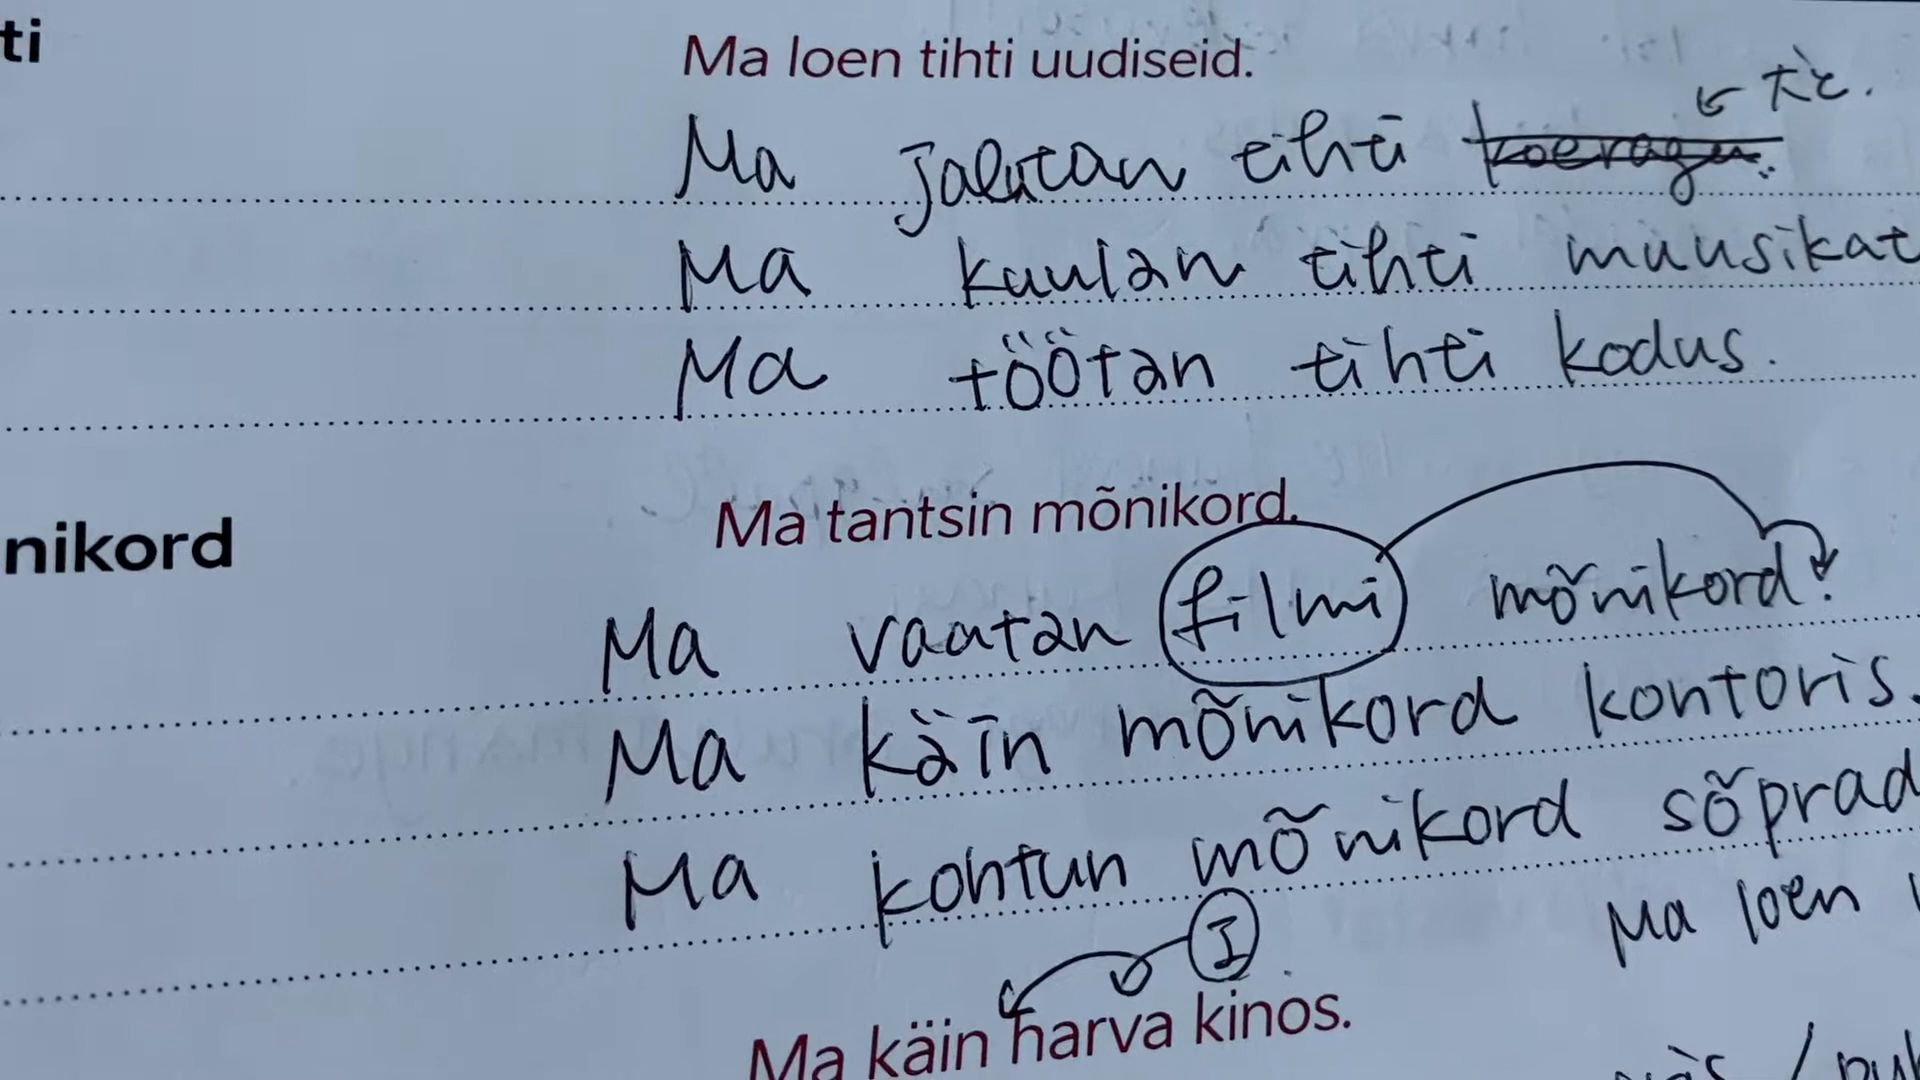 ti
Ma loen tihti uudiseid.
Ma jalutan tihti koeraga.
Ma kuulan tihti muusikat
Ma töötan tihti kodus.
nikord
Ma tantsin mõnikord.
Ma vaatan filmi mõnikord.
Ma käin mõnikord kontoris.
Ma kohtun mõnikord sõprad
Ma loen
I
Ma käin harva kinos.